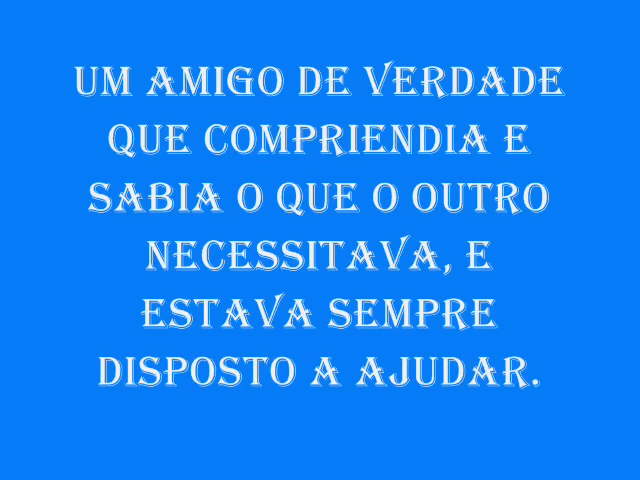 UM AMIGO DE VERDADE
QUE COMPRIENDIA E
SABIA O QUE O OUTRO
NECESSITAVA, E
ESTAVA SEMPRE
DISPOSTO A AJUDAR.